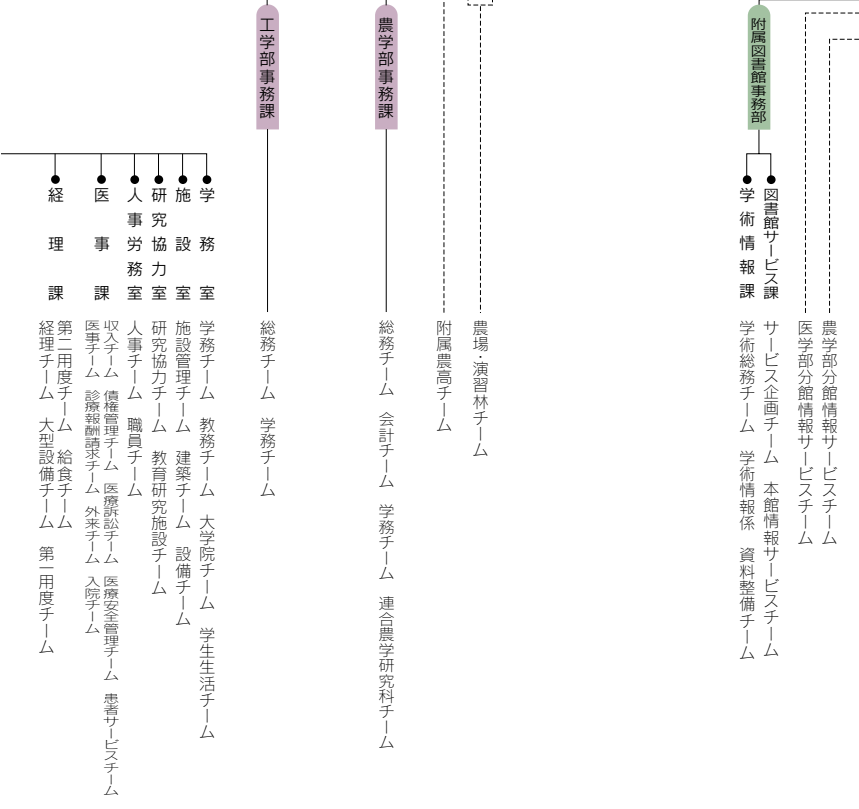 附属図書館事務部
農学部事務課
工学部事務課
農学部分館情報サービスチーム
医学部分館情報サービスチーム
図書館サービス課 サービス企画チーム 本館情報サービスチーム
学術情報課 学術総務チーム 学術情報係 資料整備チーム
農場・演習林チーム
附属農高チーム
総務チーム 会計チーム 学務チーム 連合農学研究科チーム
総務チーム 学務チーム
学務室 学務チーム 教務チーム 大学院チーム 学生生活チーム
施設室 施設管理チーム 建築チーム 設備チーム
研究協力室 研究協力チーム 教育研究施設チーム
人事労務室 人事チーム 職員チーム
医事課
収入チーム 債権管理チーム 医療訴訟チーム 医療安全管理チーム 患者サービスチーム
医事チーム 診療報酬請求チーム 外来チーム 入院チーム
経理課
第二用度チーム 給食チーム
経理チーム 大型設備チーム 第一用度チーム